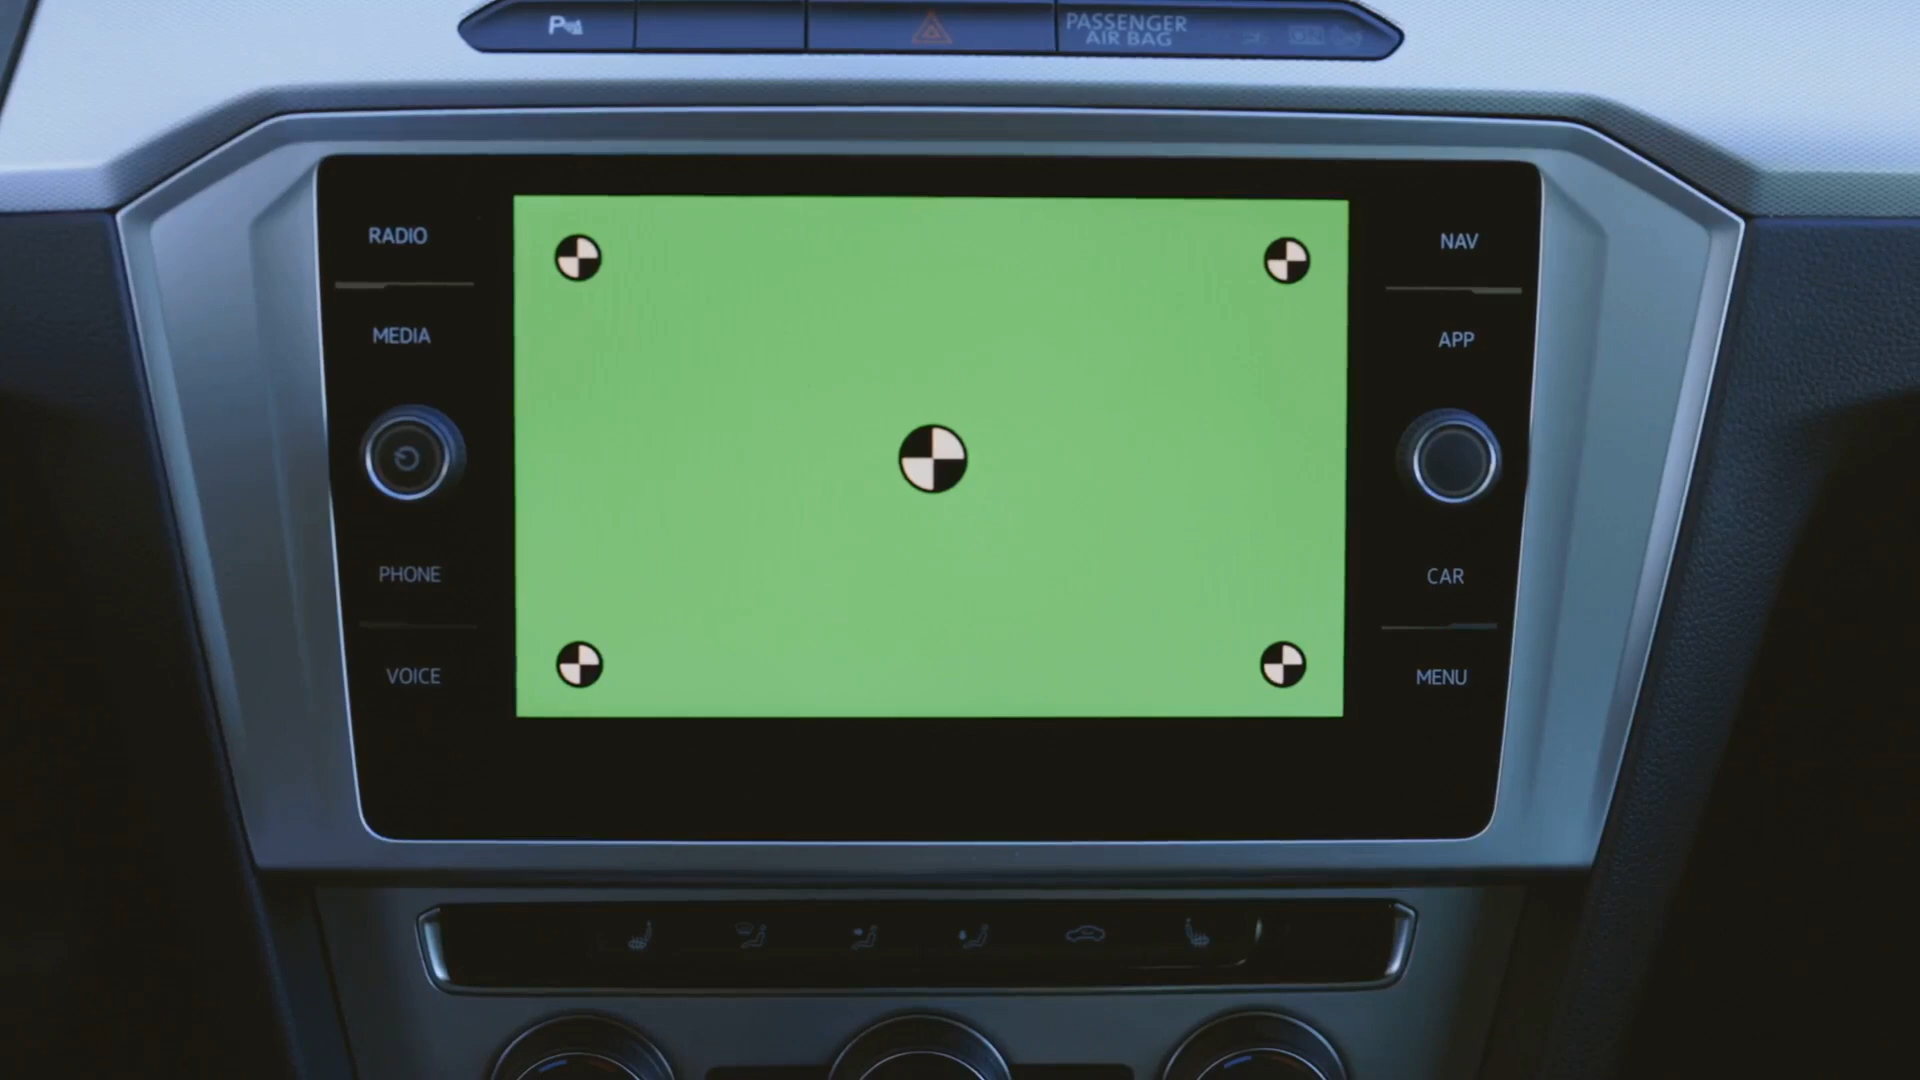 P
PASSENGER
AIR BAG
RADIO
NAV
MEDIA
APP
PHONE
CAR
VOICE
MENU